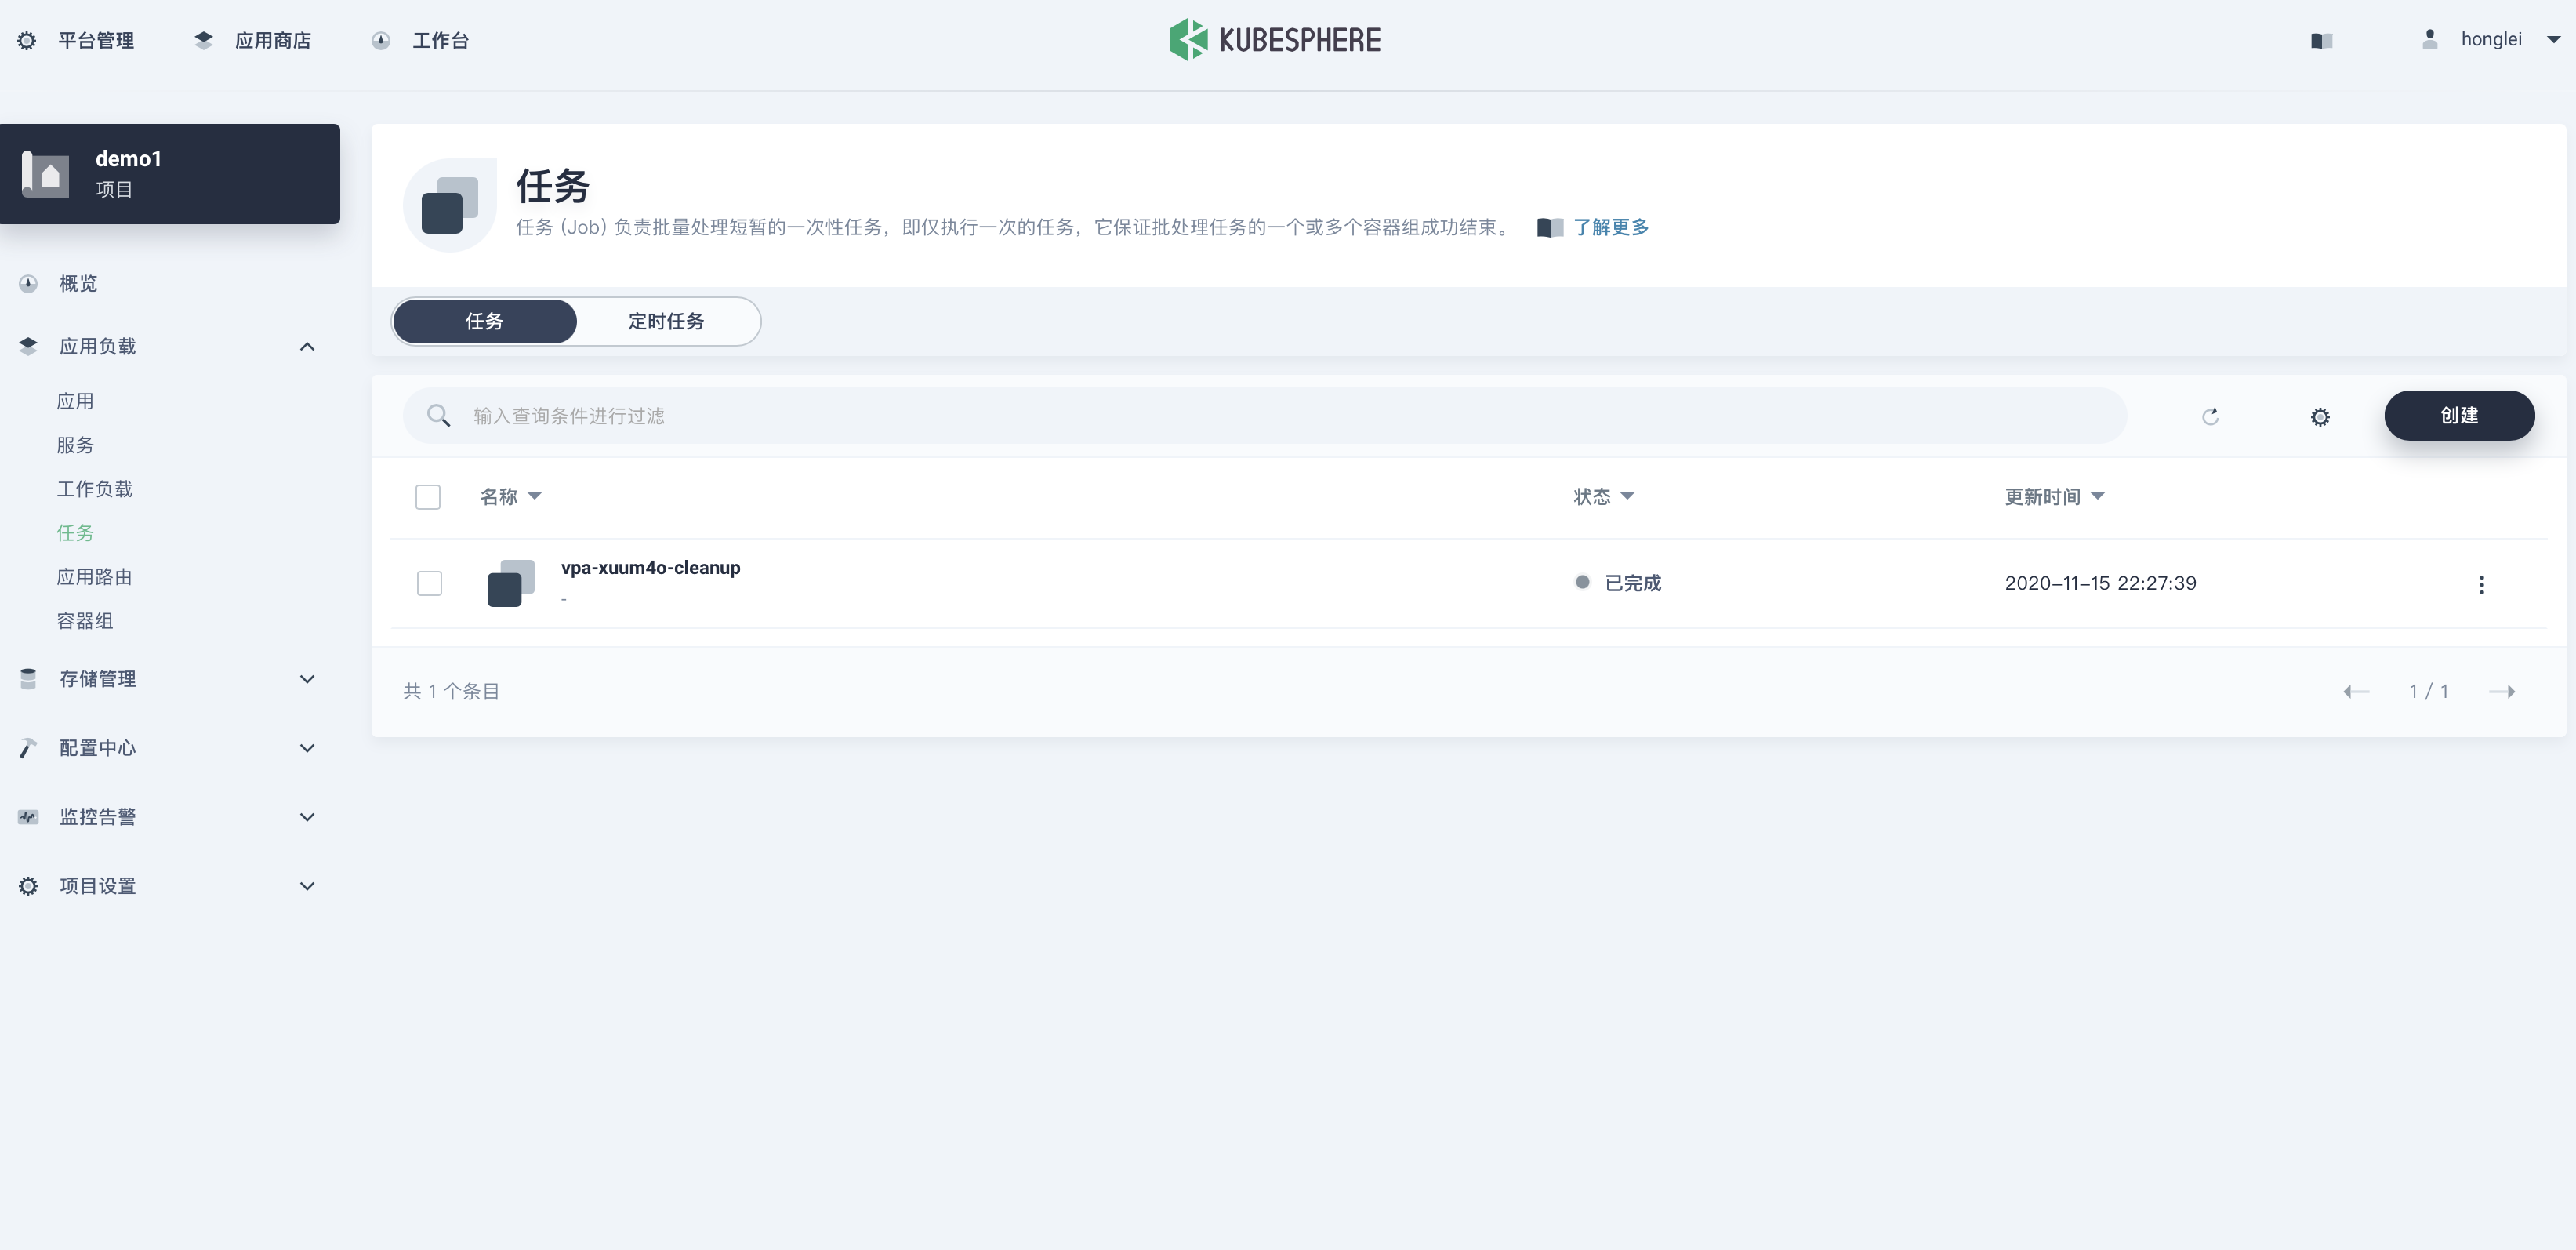 平台管理 应用商店 工作台 KUBESPHERE honglei
demo1
项目
概览
应用负载
应用
服务
工作负载
任务
应用路由
容器组
存储管理
配置中心
监控告警
项目设置
任务
任务 (Job) 负责批量处理短暂的一次性任务，即仅执行一次的任务，它保证批处理任务的一个或多个容器组成功结束。 了解更多
任务 定时任务
输入查询条件进行过滤 创建
名称 状态 更新时间
vpa-xuum4o-cleanup 已完成 2020-11-15 22:27:39
-
共 1 个条目 1 / 1